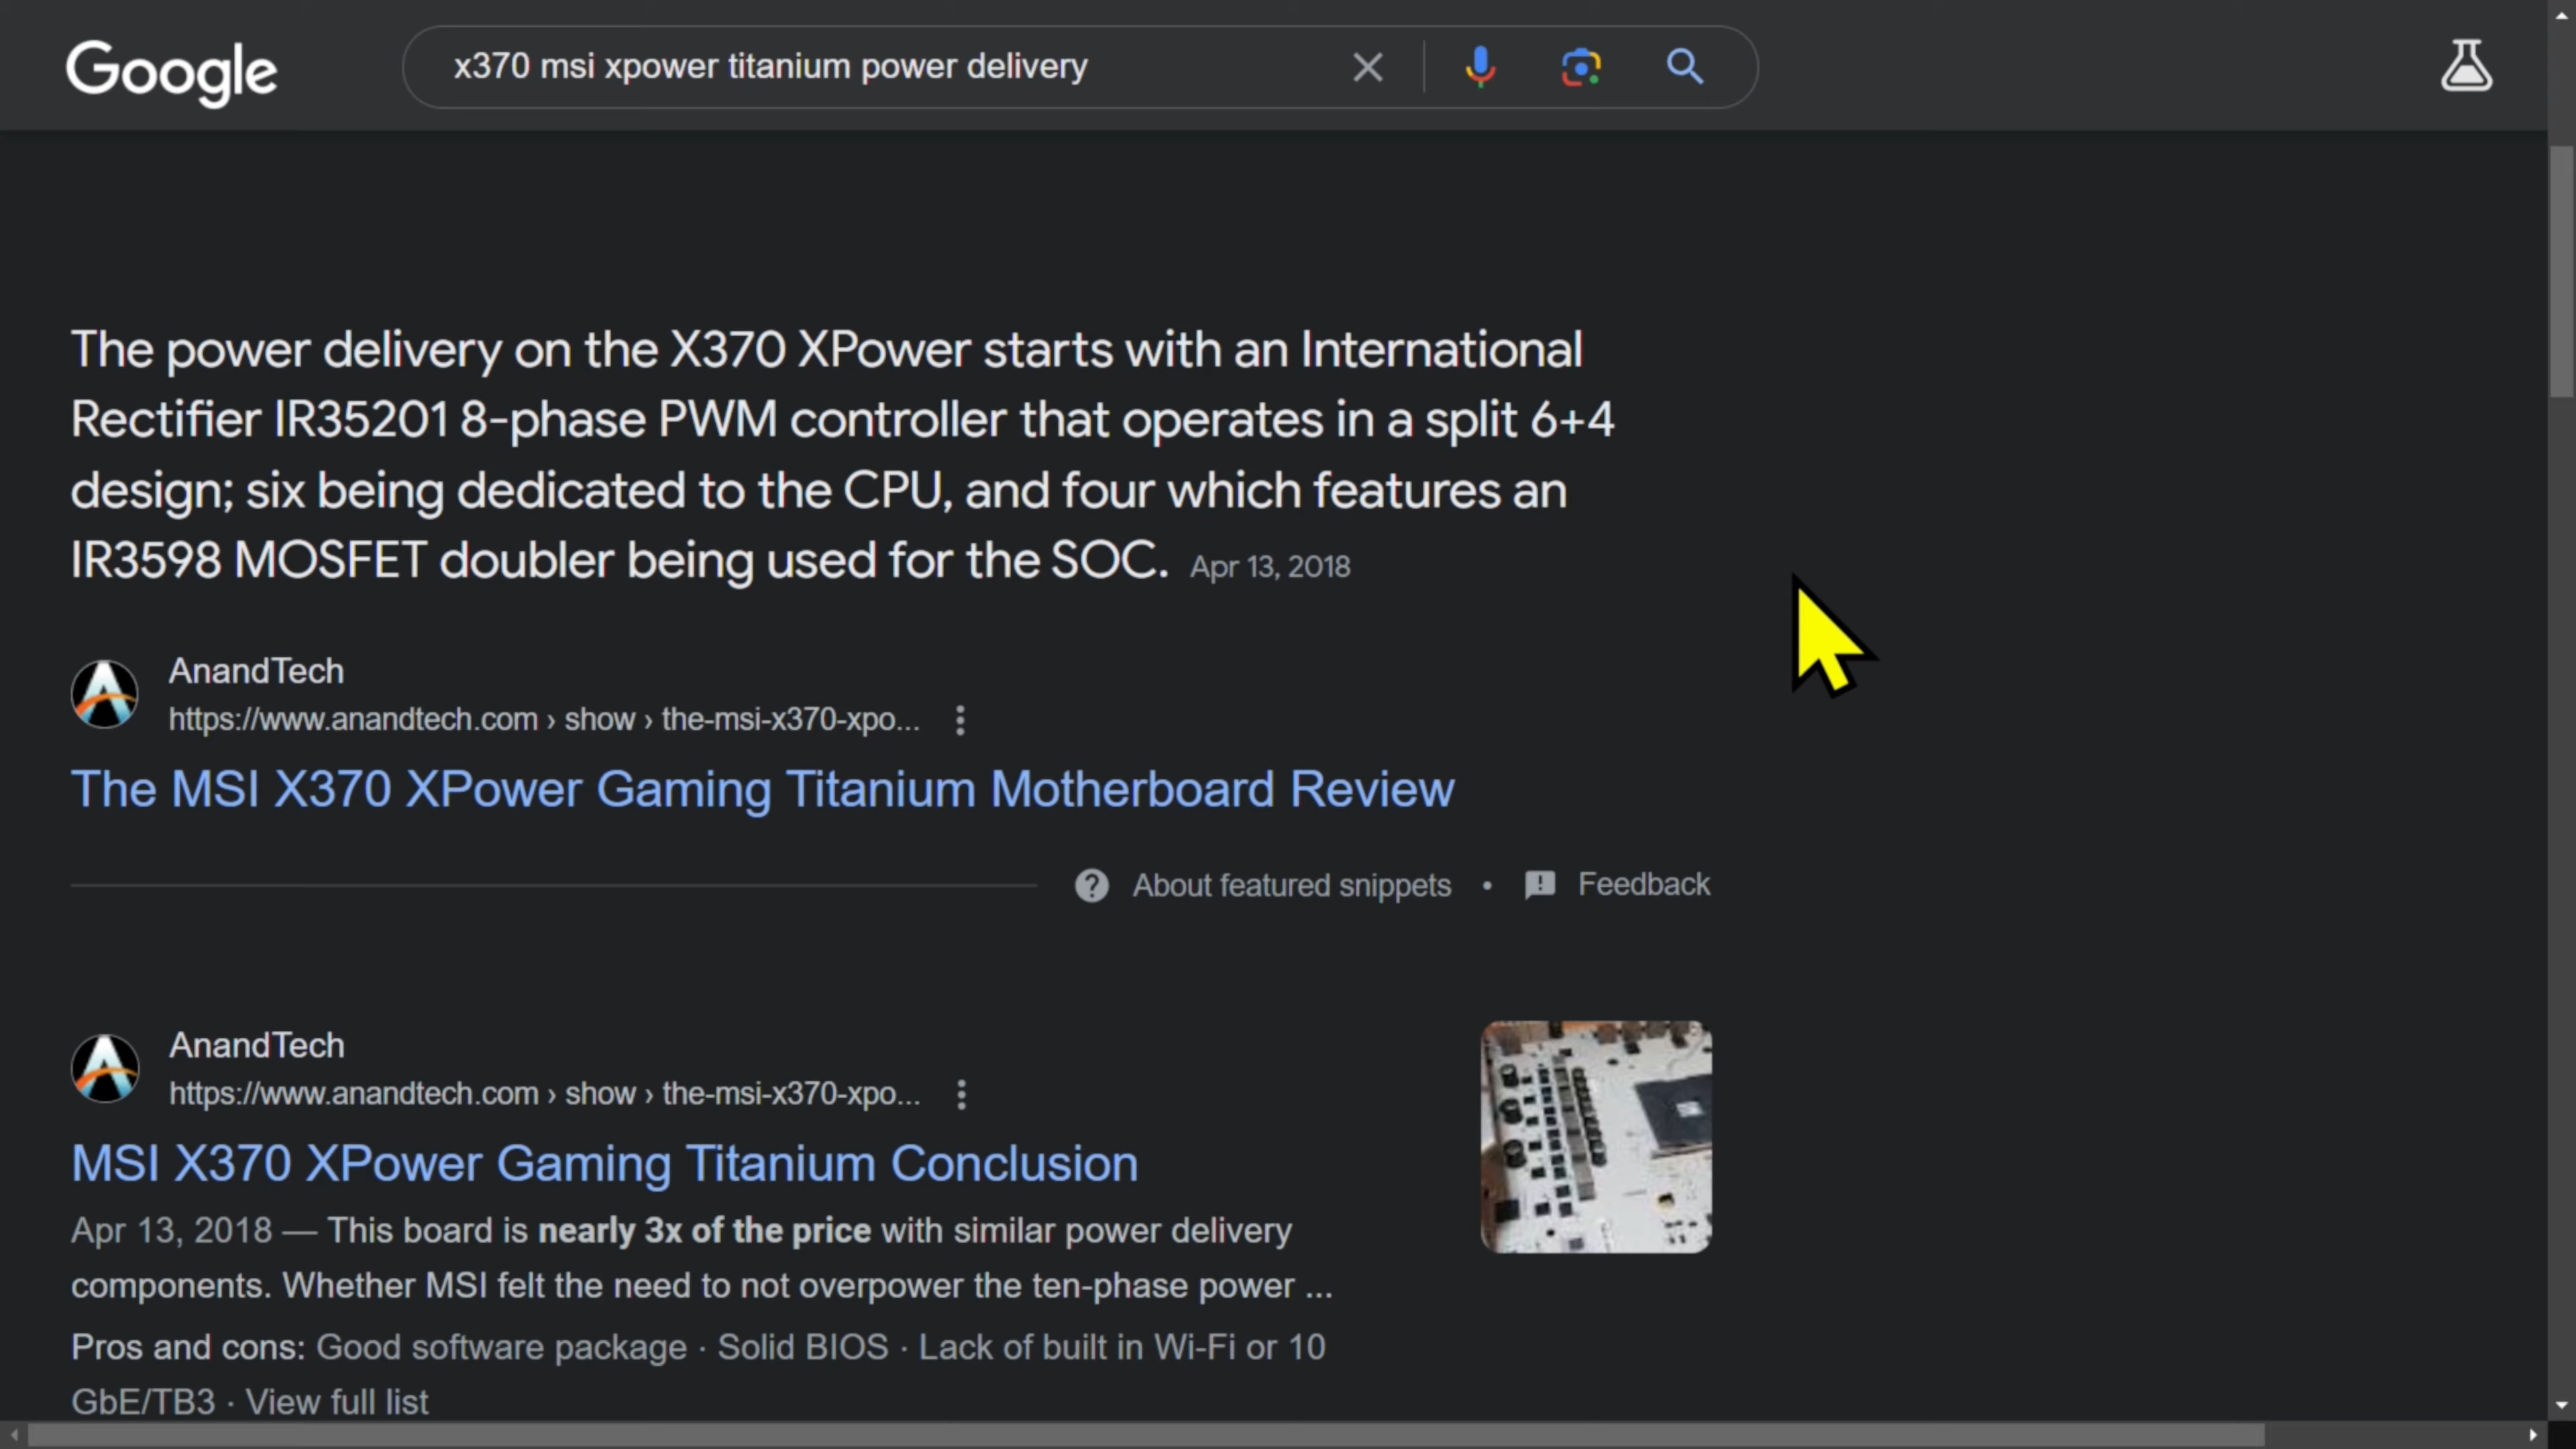 Google
x370 msi xpower titanium power delivery
The power delivery on the X370 XPower starts with an International
Rectifier IR35201 8-phase PWM controller that operates in a split 6+4
design; six being dedicated to the CPU, and four which features an
IR3598 MOSFET doubler being used for the SOC. Apr 13, 2018
AnandTech
https://www.anandtech.com › show › the-msi-x370-xpo...
The MSI X370 XPower Gaming Titanium Motherboard Review
About featured snippets • Feedback
AnandTech
https://www.anandtech.com › show › the-msi-x370-xpo...
MSI X370 XPower Gaming Titanium Conclusion
Apr 13, 2018 — This board is nearly 3x of the price with similar power delivery
components. Whether MSI felt the need to not overpower the ten-phase power ...
Pros and cons: Good software package · Solid BIOS · Lack of built in Wi-Fi or 10
GbE/TB3 · View full list